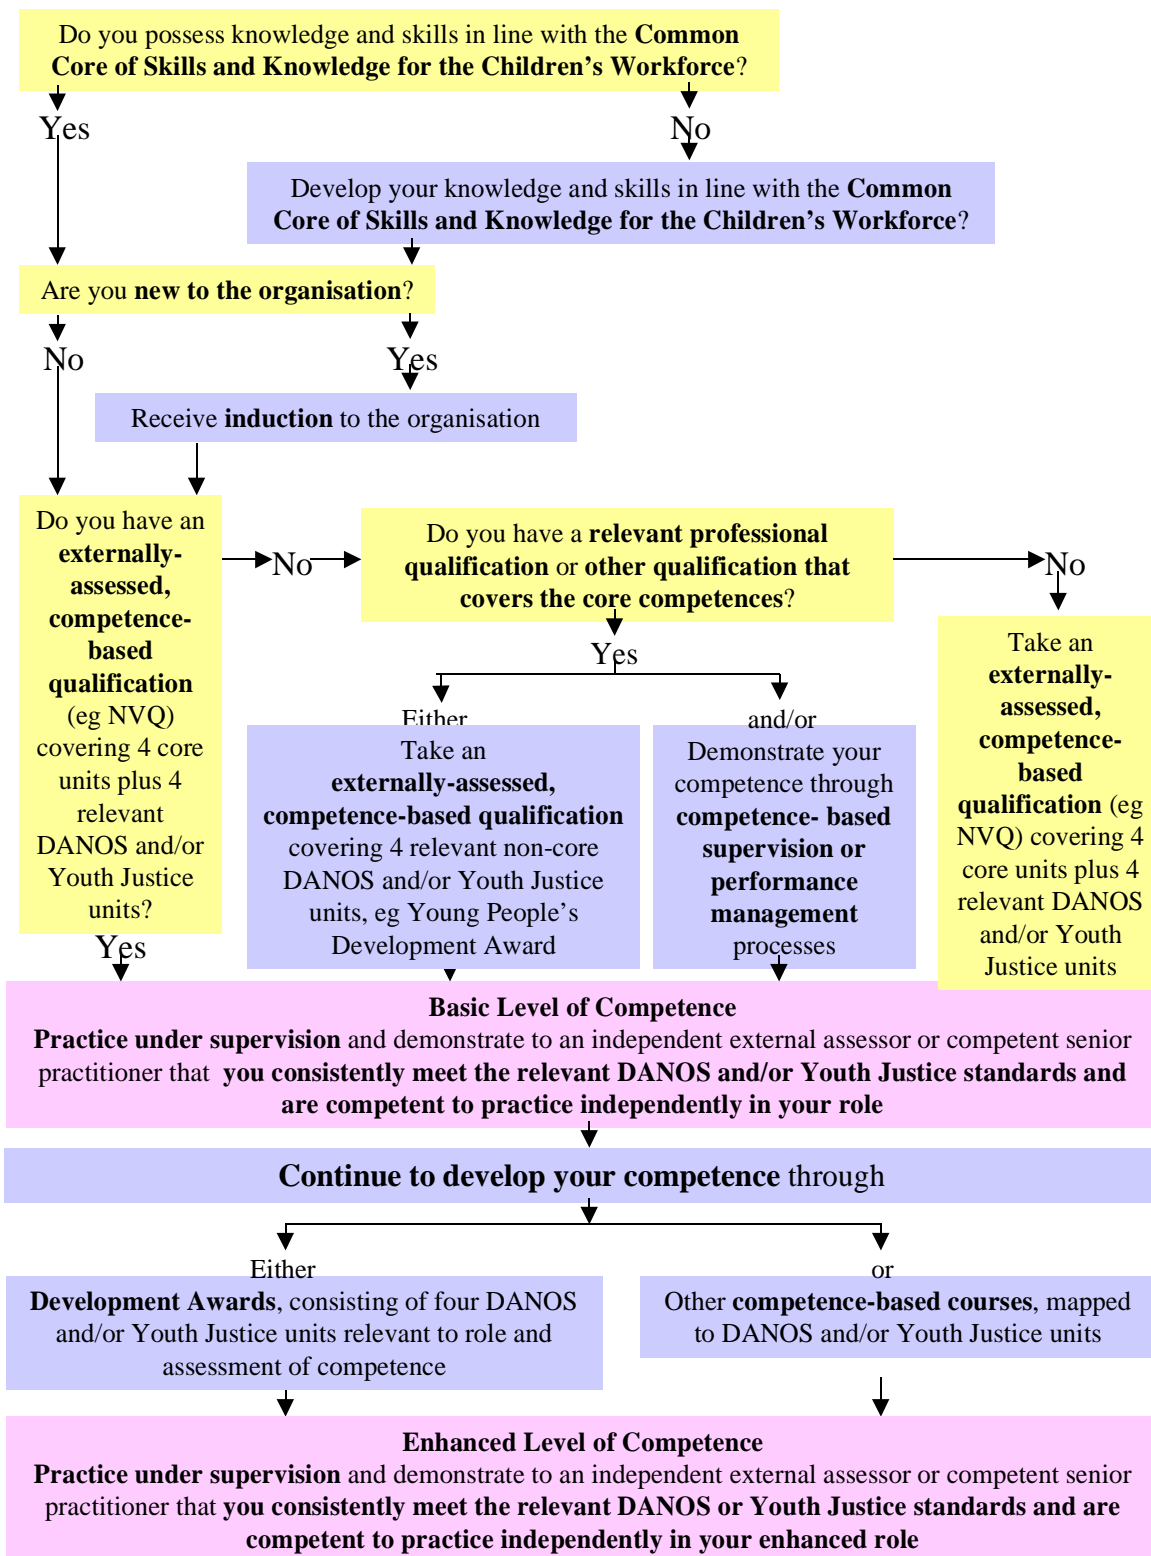 Do you possess knowledge and skills in line with the Common
Core of Skills and Knowledge for the Children's Workforce?
Yes
No
Develop your knowledge and skills in line with the Common
Core of Skills and Knowledge for the Children's Workforce?
Are you new to the organisation?
No
Yes
Receive induction to the organisation
Do you have an
externally-
assessed,
competence-
based
qualification
(eg NVQ)
covering 4 core
units plus 4
relevant
DANOS and/or
Youth Justice
units?
No
Do you have a relevant professional
qualification or other qualification that
covers the core competences?
No
Yes
Take an
externally-
assessed,
competence-
based
qualification (eg
NVQ) covering 4
core units plus 4
relevant DANOS
and/or Youth
Justice units
Either
Take an
externally-assessed,
competence-based qualification
covering 4 relevant non-core
DANOS and/or Youth Justice
units, eg Young People's
Development Award
and/or
Demonstrate your
competence through
competence- based
supervision or
performance
management
processes
Yes
Basic Level of Competence
Practice under supervision and demonstrate to an independent external assessor or competent senior
practitioner that you consistently meet the relevant DANOS and/or Youth Justice standards and
are competent to practice independently in your role
Continue to develop your competence through
Either
Development Awards, consisting of four DANOS
and/or Youth Justice units relevant to role and
assessment of competence
or
Other competence-based courses, mapped
to DANOS and/or Youth Justice units
Enhanced Level of Competence
Practice under supervision and demonstrate to an independent external assessor or competent senior
practitioner that you consistently meet the relevant DANOS or Youth Justice standards and are
competent to practice independently in your enhanced role